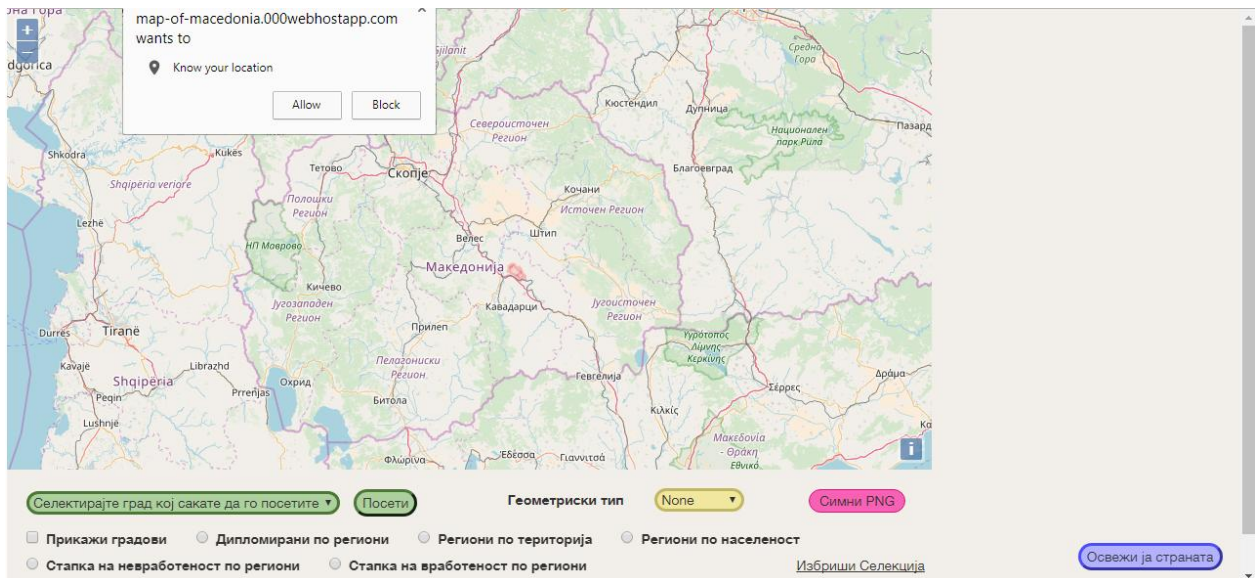 map-of-macedonia.000webhostapp.com
wants to
Know your location
Allow
Block
+
−
Gjilanit
Средна
Гора
Кюстендил
Дупница
Североисточен
Регион
Национален
парк Рила
Пазард
Shkodra
Kukës
Тетово
Скопје
Благоевград
Shqipëria veriore
Полошки
Регион
Кочани
Источен Регион
Lezhë
Велес
Штип
НП Маврово
Македонија
Кичево
Југозападен
Регион
Кавадарци
Југоисточен
Регион
Durrës
Tiranë
Прилеп
Υγρότοπος
Λίμνης
Κερκίνης
Kavajë
Librazhd
Пелагониски
Регион
Гевгелија
Δράμα
Shqipëria
Peqin
Prrenjas
Охрид
Битола
Σέρρες
Lushnje
Κιλκίς
Μακεδονία
- Θράκη
Φλώρινα
Έδεσσα
Γιαννιτσά
i
Селектирајте град кој сакате да го посетите
Посети
Геометриски тип
None
Симни PNG
Прикажи градови
Дипломирани по региони
Региони по територија
Региони по населеност
Стапка на невработеност по региони
Стапка на вработеност по региони
Избриши Селекција
Освежи ја страната